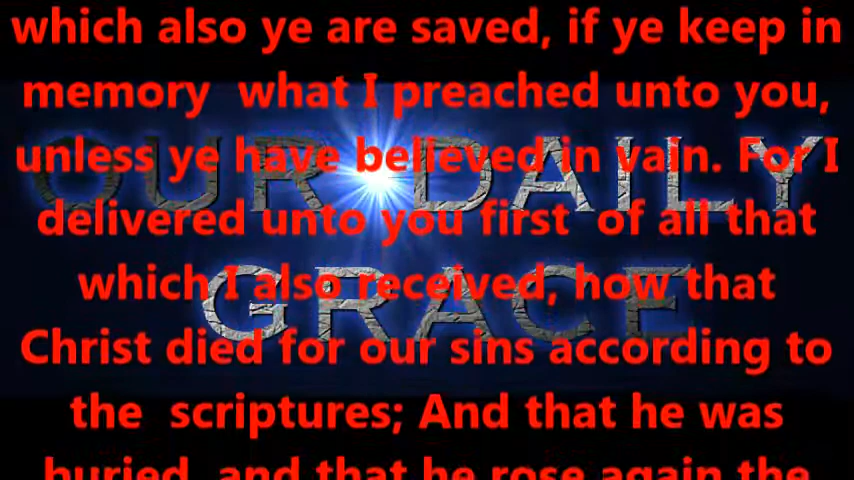 which also ye are saved, if ye keep in
memory what I preached unto you,
unless ye have believed in vain. For I
delivered unto you first of all that
which I also received, how that
Christ died for our sins according to
the scriptures; And that he was
buried, and that he rose again the
OUR DAILY
GRACE